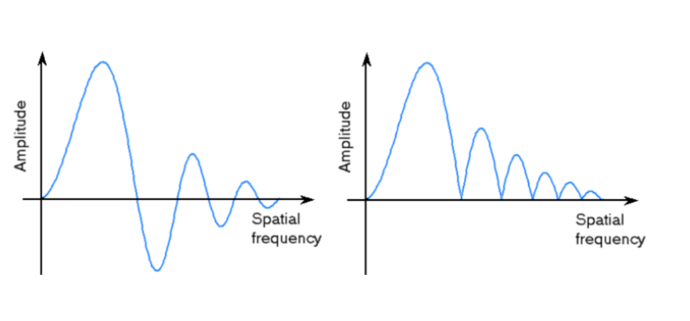 Amplitude
Spatial
frequency
Amplitude
Spatial
frequency